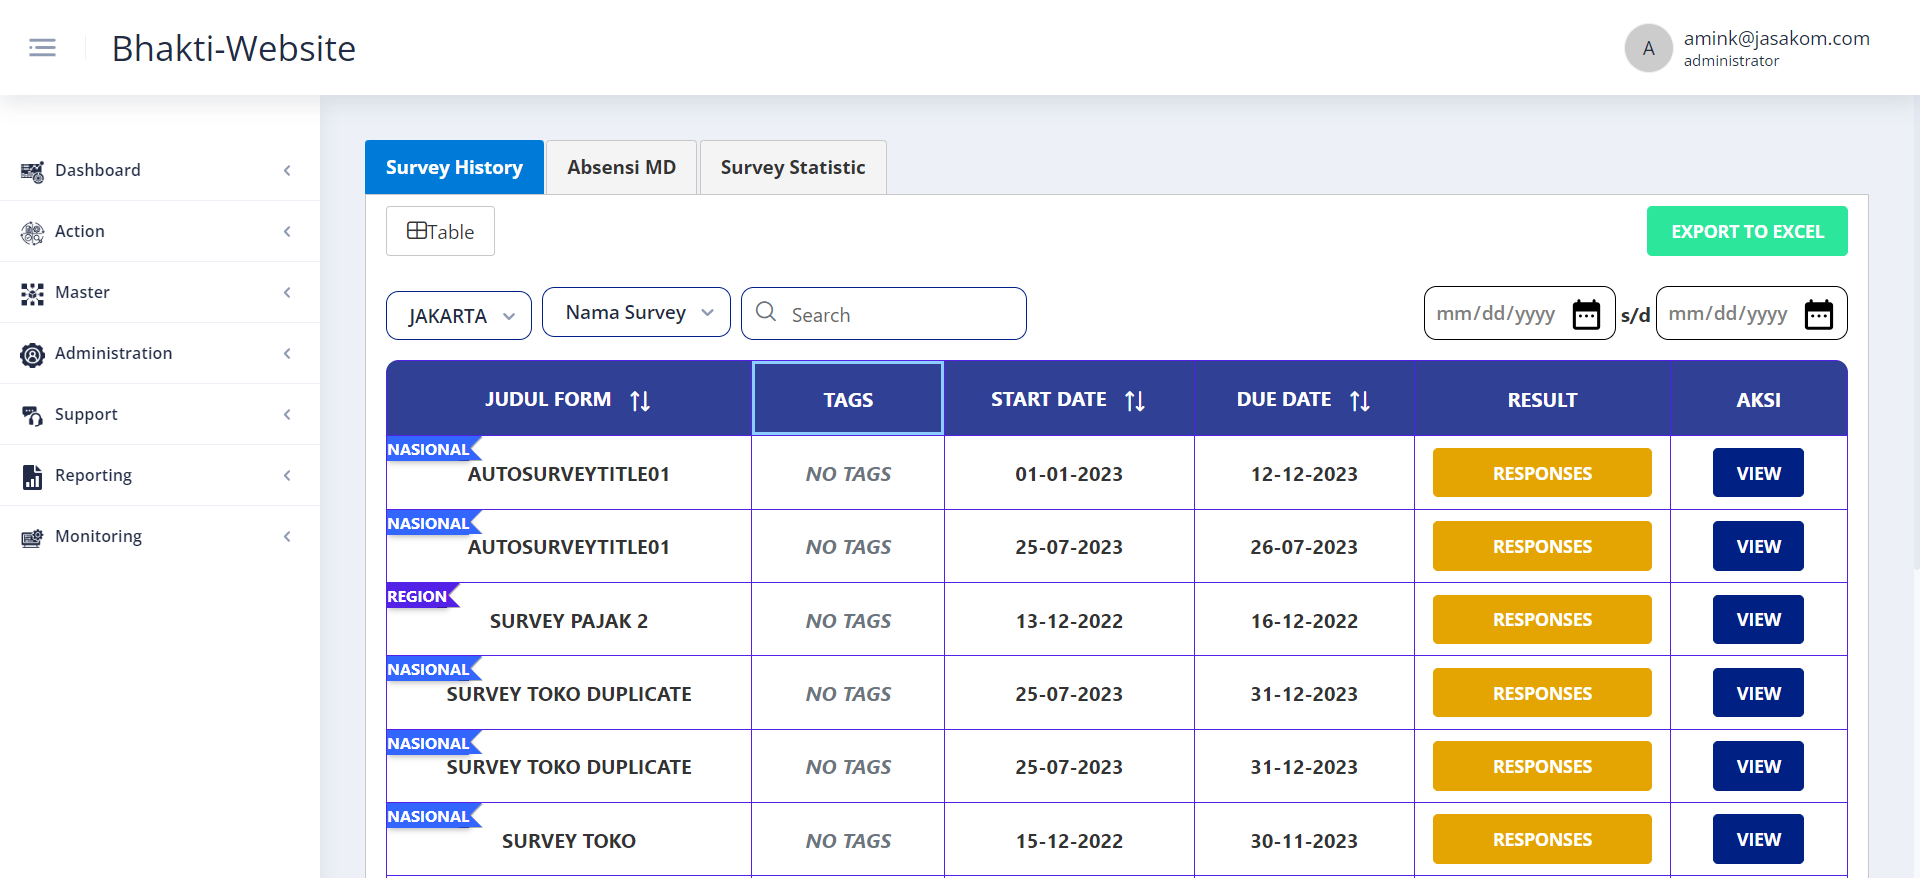 Bhakti-Website
A
amink@jasakom.com
administrator
Dashboard
Action
Master
Administration
Support
Reporting
Monitoring
Survey History
Absensi MD
Survey Statistic
Table
EXPORT TO EXCEL
JAKARTA
Nama Survey
Search
mm/dd/yyyy
s/d
mm/dd/yyyy
JUDUL FORM TAGS START DATE DUE DATE RESULT AKSI
NASIONAL
AUTOSURVEYTITLE01 NO TAGS 01-01-2023 12-12-2023 RESPONSES VIEW
NASIONAL
AUTOSURVEYTITLE01 NO TAGS 25-07-2023 26-07-2023 RESPONSES VIEW
REGION
SURVEY PAJAK 2 NO TAGS 13-12-2022 16-12-2022 RESPONSES VIEW
NASIONAL
SURVEY TOKO DUPLICATE NO TAGS 25-07-2023 31-12-2023 RESPONSES VIEW
NASIONAL
SURVEY TOKO DUPLICATE NO TAGS 25-07-2023 31-12-2023 RESPONSES VIEW
NASIONAL
SURVEY TOKO NO TAGS 15-12-2022 30-11-2023 RESPONSES VIEW